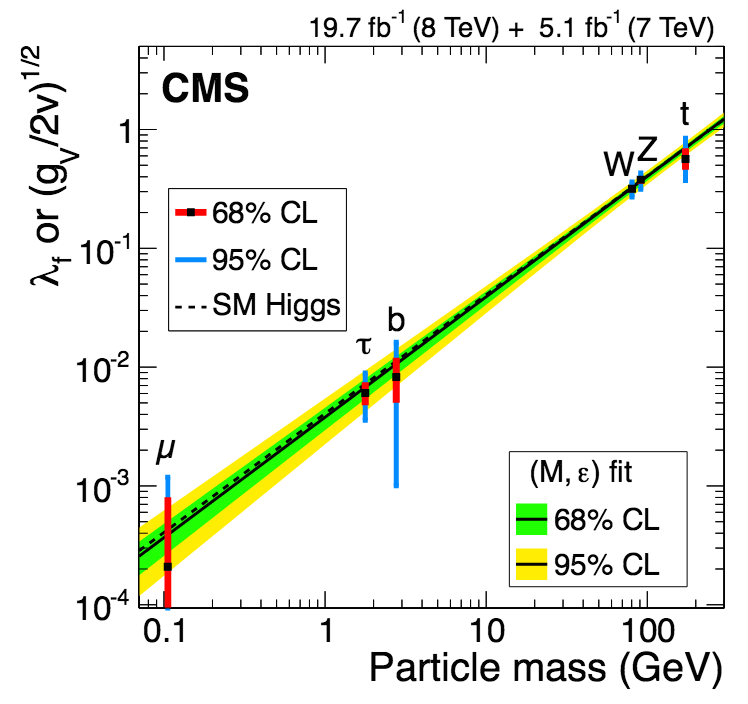 19.7 fb⁻¹ (8 TeV) + 5.1 fb⁻¹ (7 TeV)
CMS
λf or (gV/2v)^1/2
68% CL
95% CL
SM Higgs
μ
τ
b
W
Z
t
(M, ε) fit
68% CL
95% CL
1
10⁻¹
10⁻²
10⁻³
10⁻⁴
0.1 1 10 100
Particle mass (GeV)